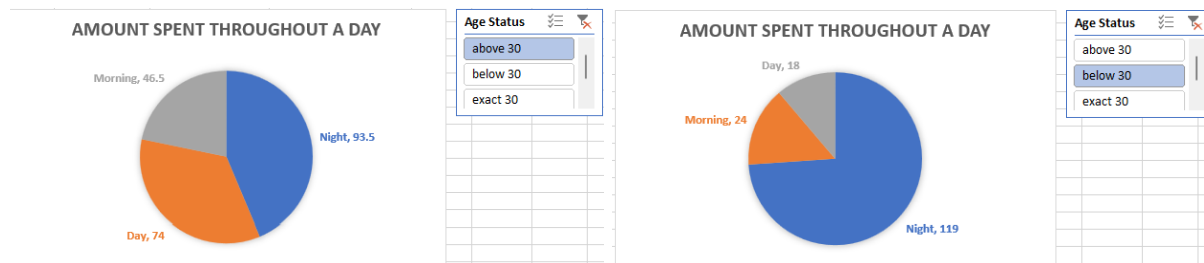 AMOUNT SPENT THROUGHOUT A DAY
Morning, 46.5
Night, 93.5
Day, 74
Age Status
above 30
below 30
exact 30
AMOUNT SPENT THROUGHOUT A DAY
Day, 18
Morning, 24
Night, 119
Age Status
above 30
below 30
exact 30